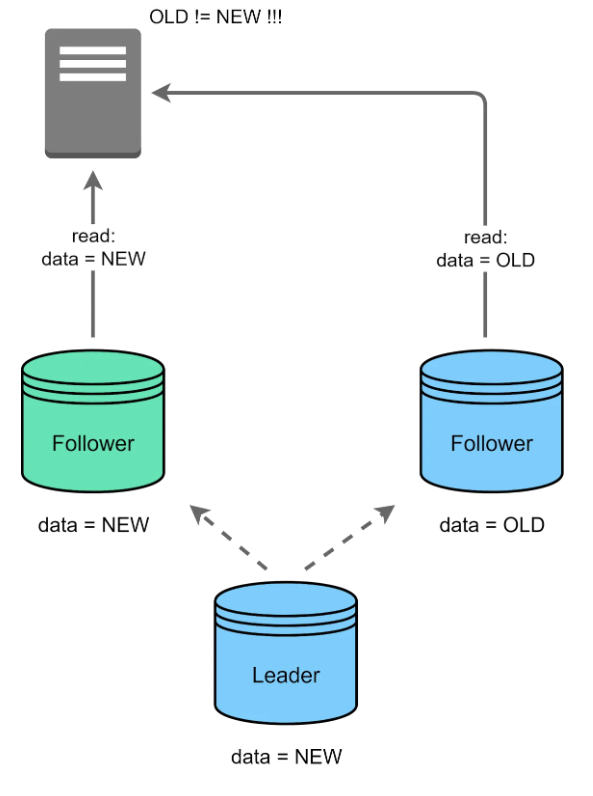 OLD != NEW !!!
read:
data = NEW
read:
data = OLD
Follower
Follower
data = NEW
data = OLD
Leader
data = NEW